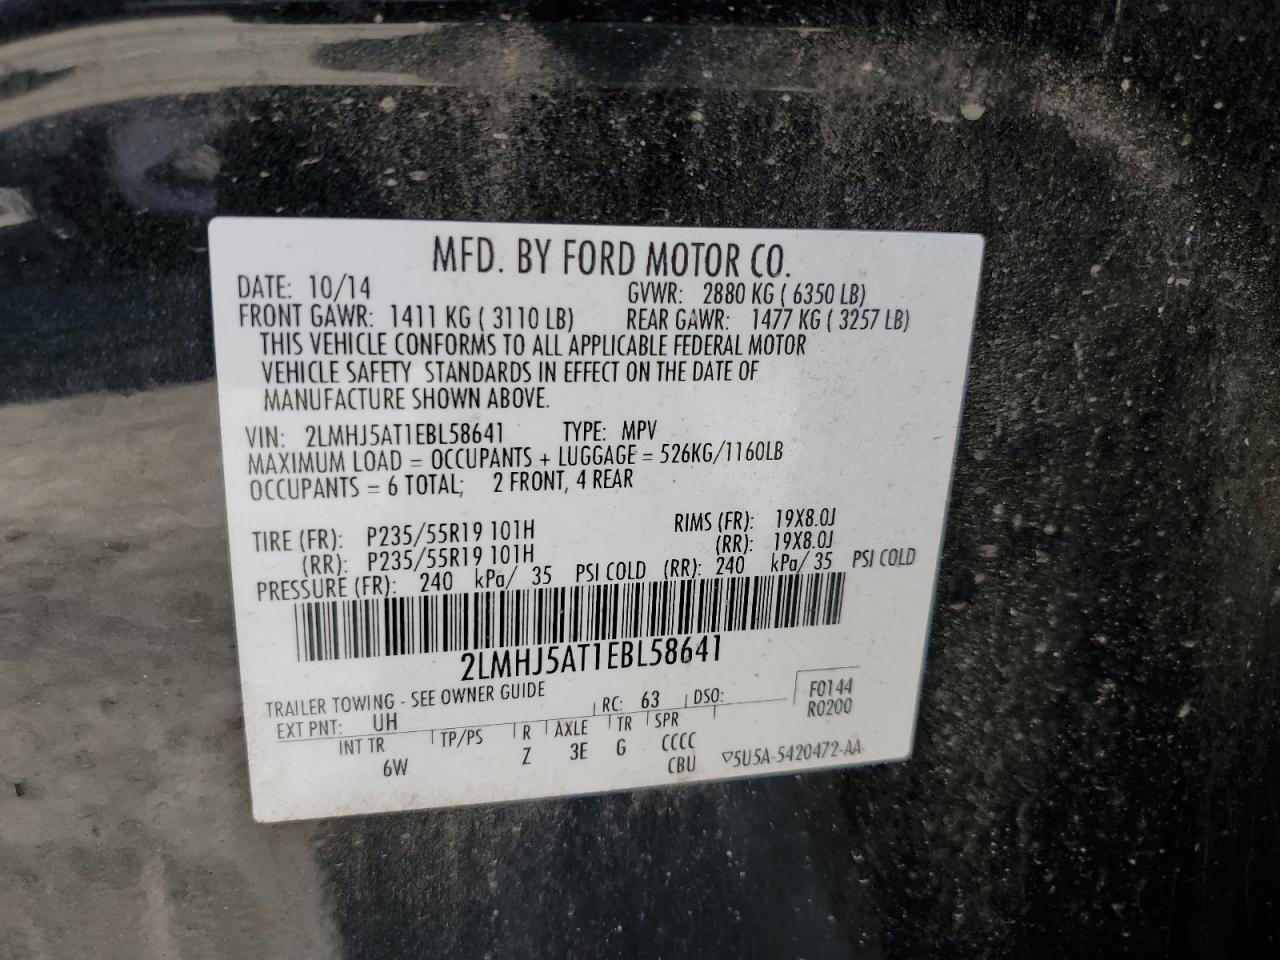 MFD. BY FORD MOTOR CO.
DATE: 10/14 GVWR: 2880 KG ( 6350 LB)
FRONT GAWR: 1411 KG ( 3110 LB) REAR GAWR: 1477 KG ( 3257 LB)
THIS VEHICLE CONFORMS TO ALL APPLICABLE FEDERAL MOTOR
VEHICLE SAFETY STANDARDS IN EFFECT ON THE DATE OF
MANUFACTURE SHOWN ABOVE.
VIN: 2LMHJ5AT1EBL58641 TYPE: MPV
MAXIMUM LOAD = OCCUPANTS + LUGGAGE = 526KG/1160LB
OCCUPANTS = 6 TOTAL; 2 FRONT, 4 REAR
TIRE (FR): P235/55R19 101H RIMS (FR): 19X8.0J
(RR): P235/55R19 101H (RR): 19X8.0J
PRESSURE (FR): 240 kPa/ 35 PSI COLD (RR): 240 kPa/ 35 PSI COLD
2LMHJ5AT1EBL58641
TRAILER TOWING - SEE OWNER GUIDE
EXT PNT: UH RC: 63 DSO: F0144
R0200
INT TR TP/PS R AXLE TR SPR
6W Z 3E G CCCC
CBU ▽5U5A-5420472-AA